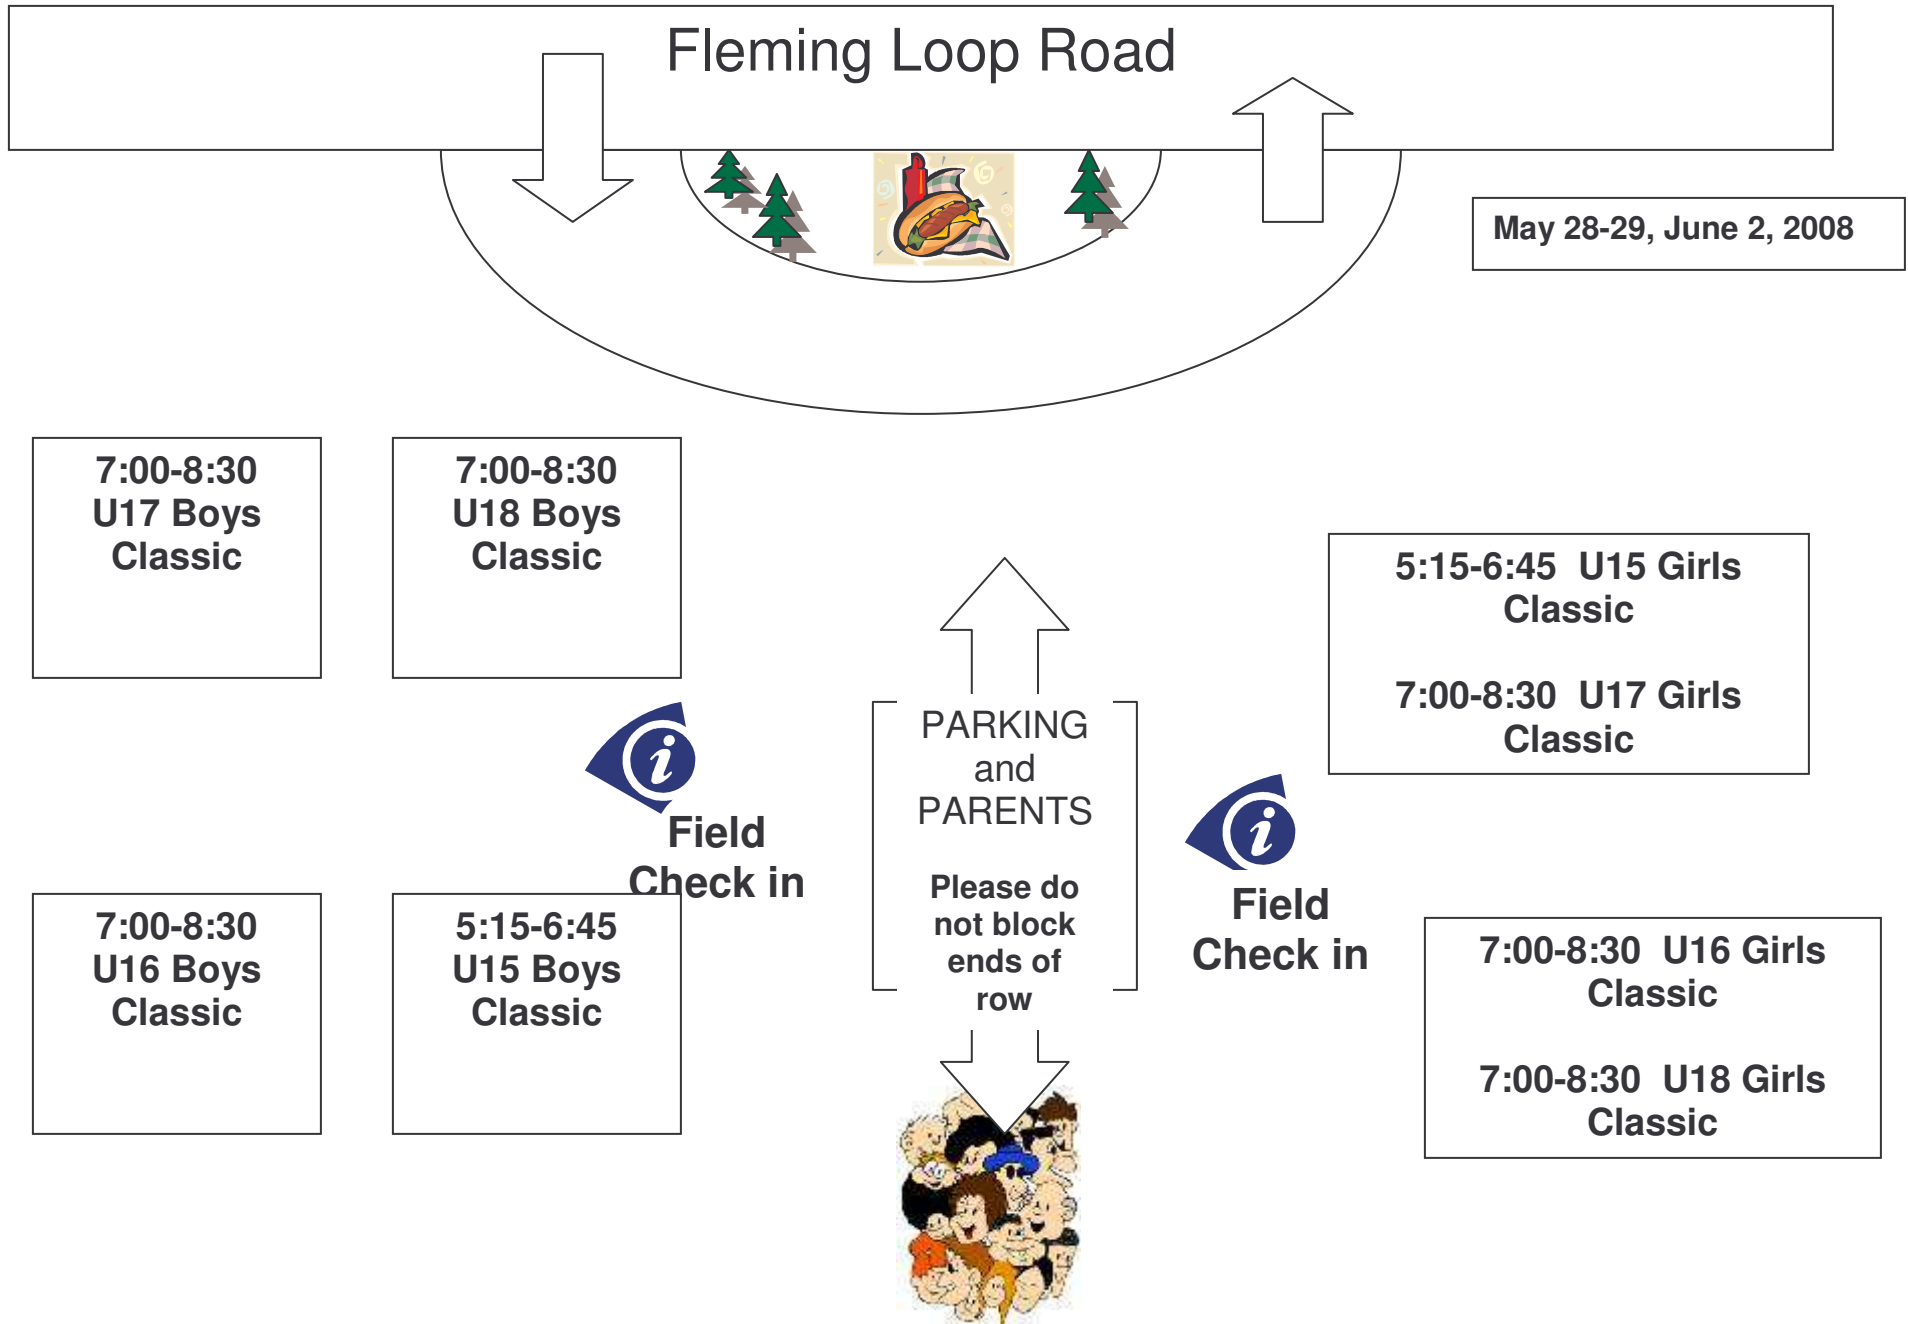 Fleming Loop Road
May 28-29, June 2, 2008
7:00-8:30
U17 Boys
Classic
7:00-8:30
U18 Boys
Classic
5:15-6:45  U15 Girls
Classic
7:00-8:30  U17 Girls
Classic
PARKING
and
PARENTS
Please do
not block
ends of
row
i
Field
Check in
i
Field
Check in
7:00-8:30
U16 Boys
Classic
5:15-6:45
U15 Boys
Classic
7:00-8:30  U16 Girls
Classic
7:00-8:30  U18 Girls
Classic